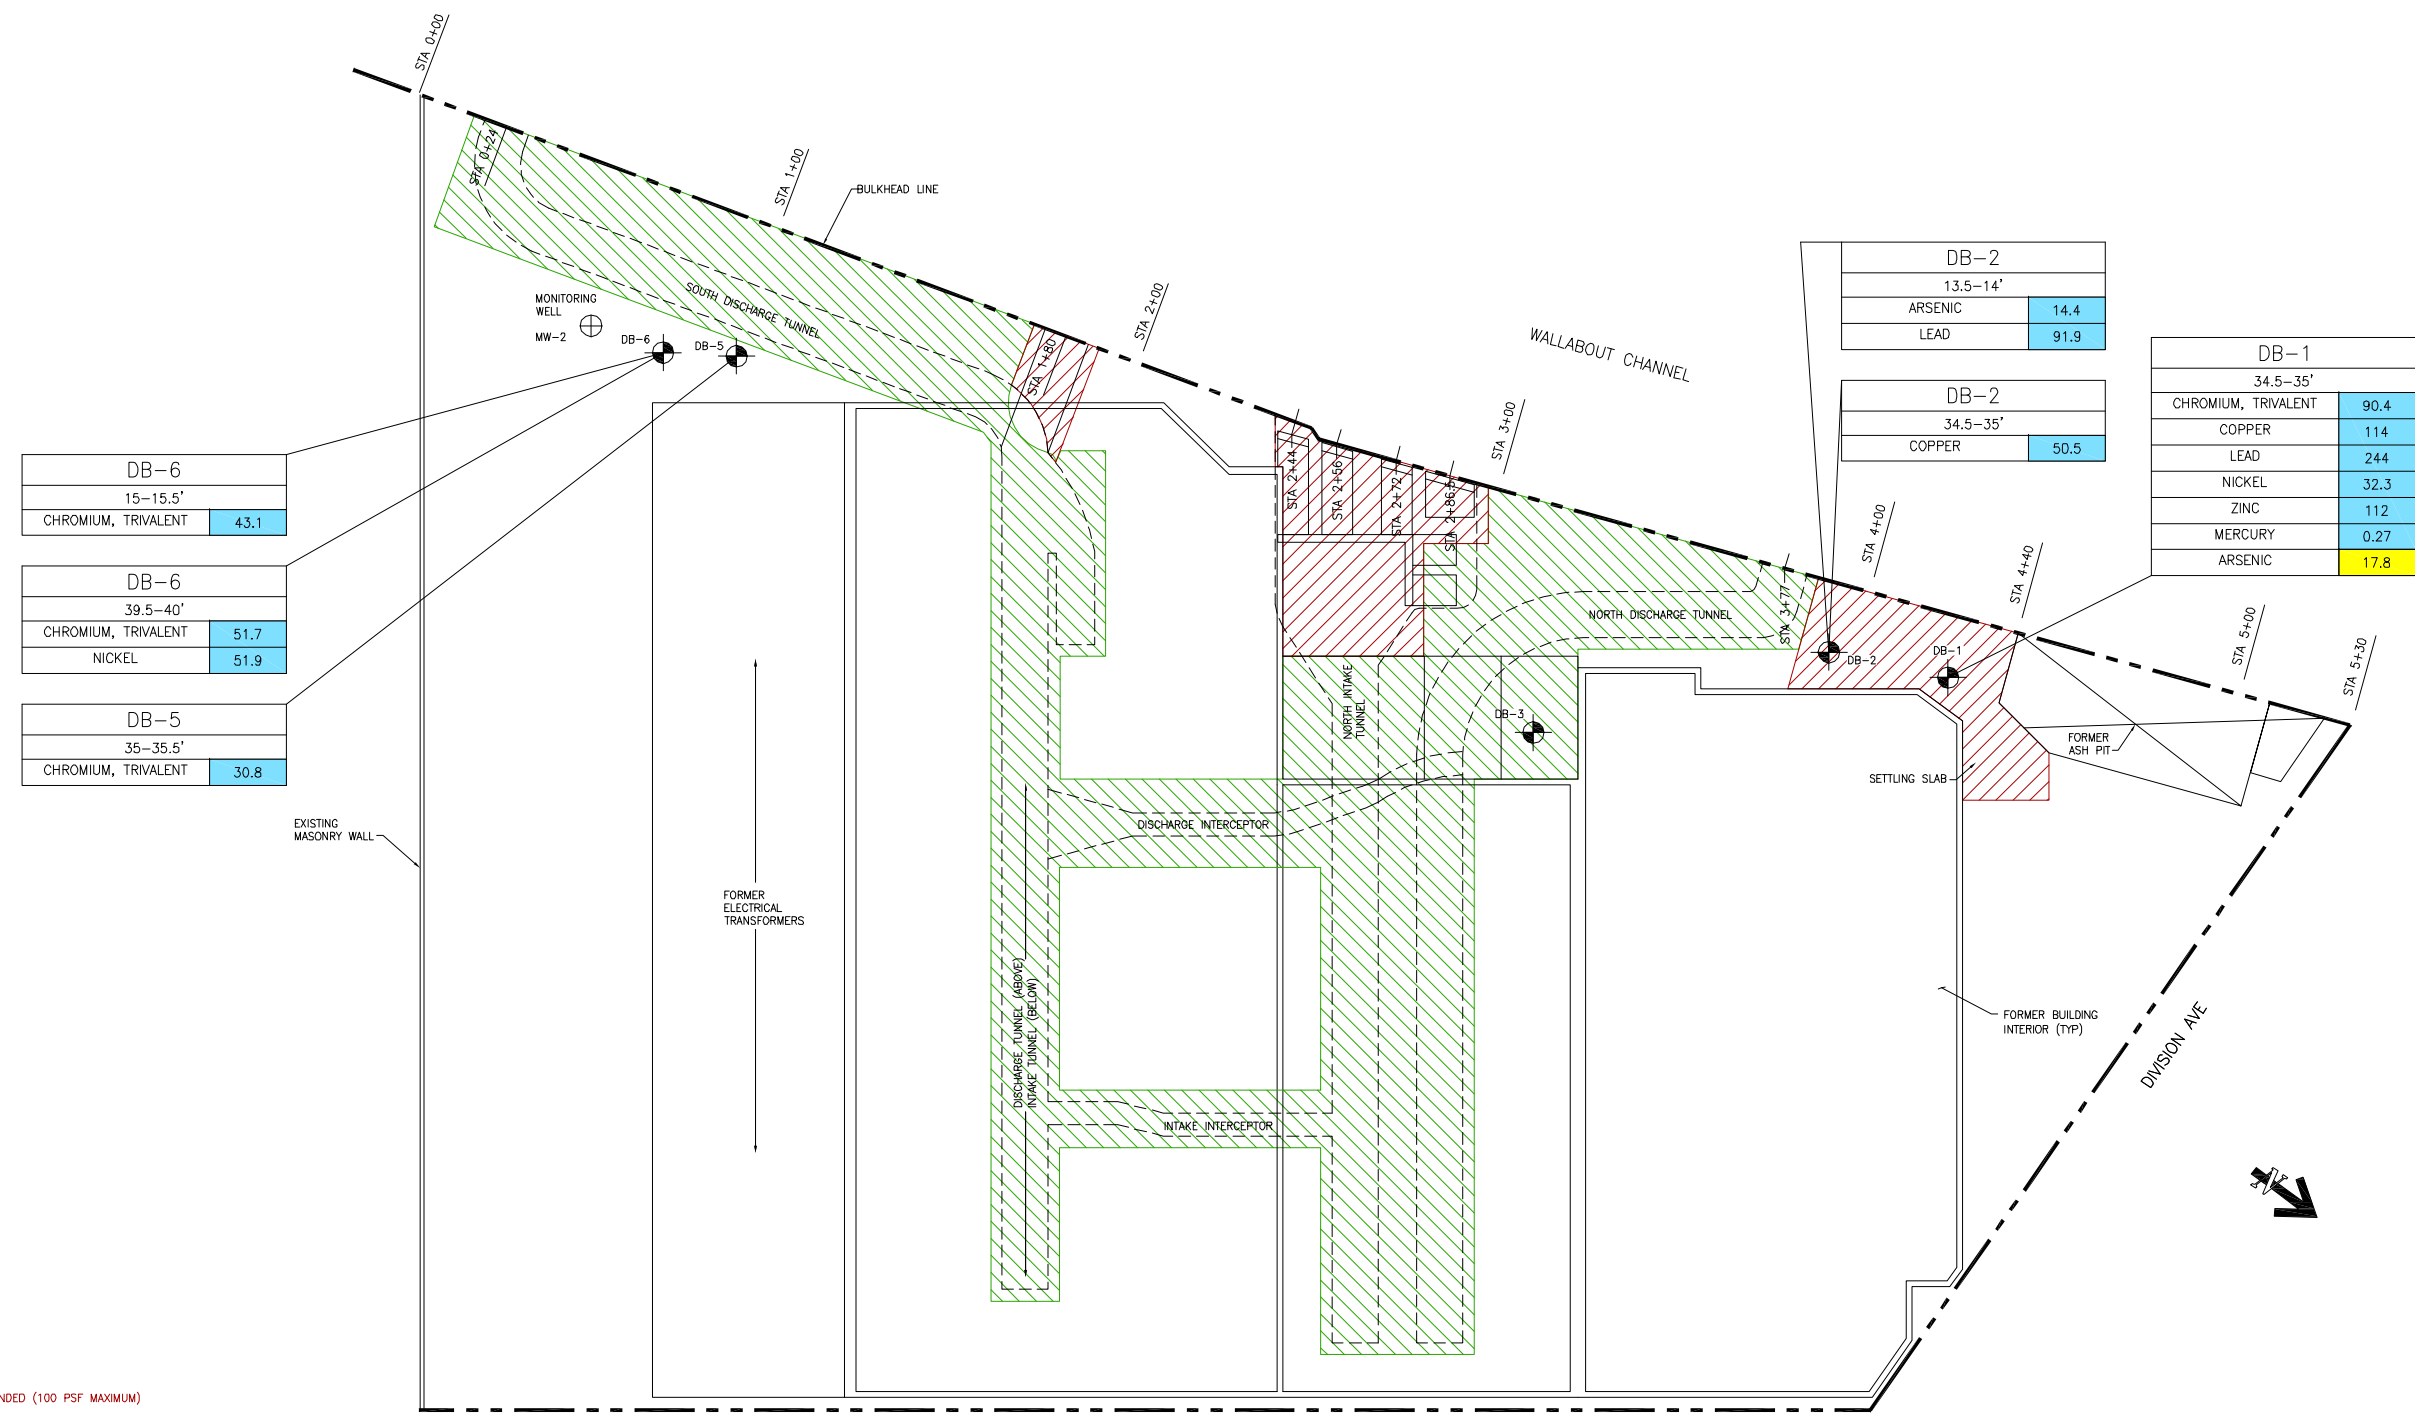 STA 0+00
STA 0+24
STA 1+00
BULKHEAD LINE
SOUTH DISCHARGE TUNNEL
MONITORING
WELL
MW-2
DB-6
DB-5
STA 1+80
STA 2+00
WALLABOUT CHANNEL
STA 2+44
STA 2+56
STA 2+72
STA 2+86.5
STA 3+00
STA 3+77
STA 4+00
STA 4+40
STA 5+00
STA 5+30
DB-2
13.5-14'
ARSENIC 14.4
LEAD 91.9
DB-2
34.5-35'
COPPER 50.5
DB-1
34.5-35'
CHROMIUM, TRIVALENT 90.4
COPPER 114
LEAD 244
NICKEL 32.3
ZINC 112
MERCURY 0.27
ARSENIC 17.8
DB-6
15-15.5'
CHROMIUM, TRIVALENT 43.1
DB-6
39.5-40'
CHROMIUM, TRIVALENT 51.7
NICKEL 51.9
DB-5
35-35.5'
CHROMIUM, TRIVALENT 30.8
NORTH DISCHARGE TUNNEL
DB-2
DB-1
DB-3
NORTH INTAKE
TUNNEL
FORMER
ASH PIT
SETTLING SLAB
EXISTING
MASONRY WALL
DISCHARGE INTERCEPTOR
FORMER
ELECTRICAL
TRANSFORMERS
DISCHARGE TUNNEL (ABOVE)
INTAKE TUNNEL (BELOW)
INTAKE INTERCEPTOR
FORMER BUILDING
INTERIOR (TYP)
DIVISION AVE
(100 PSF MAXIMUM)